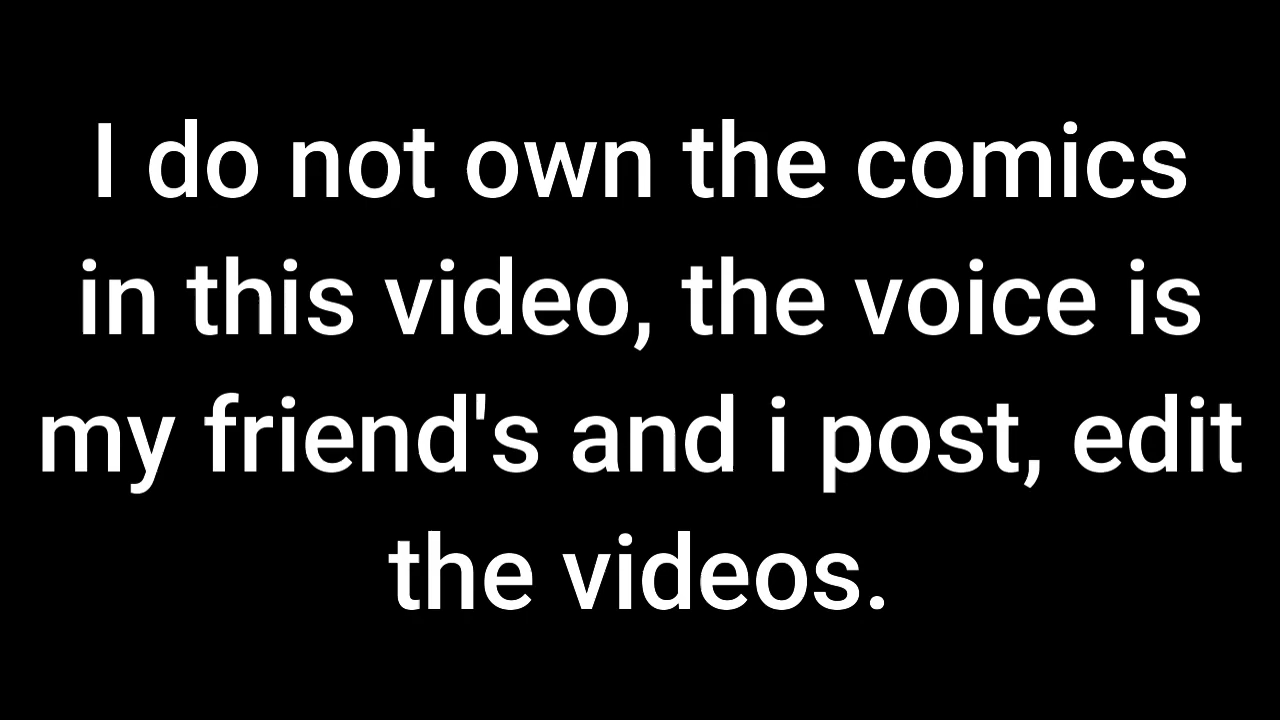 I do not own the comics
in this video, the voice is
my friend's and i post, edit
the videos.